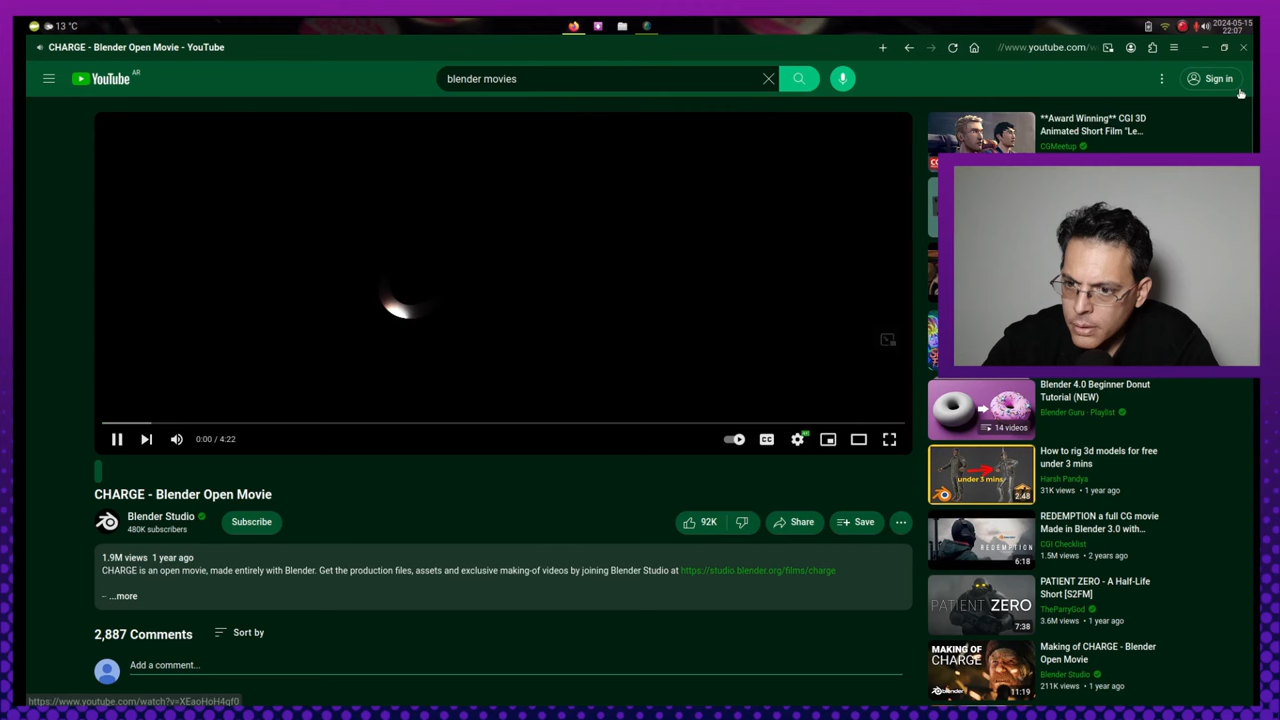 13 °C
2024-05-15
22:07
CHARGE - Blender Open Movie - YouTube
//www.youtube.com/w
YouTube AR
blender movies
Sign in
**Award Winning** CGI 3D
Animated Short Film "Le...
CGMeetup
0:00 / 4:22
CC
CHARGE - Blender Open Movie
Blender Studio
480K subscribers
Subscribe
92K
Share
Save
1.9M views 1 year ago
CHARGE is an open movie, made entirely with Blender. Get the production files, assets and exclusive making-of videos by joining Blender Studio at https://studio.blender.org/films/charge
-- ...more
2,887 Comments
Sort by
Add a comment...
14 videos
Blender 4.0 Beginner Donut
Tutorial (NEW)
Blender Guru · Playlist
under 3 mins
2:48
How to rig 3d models for free
under 3 mins
Harsh Pandya
31K views • 1 year ago
REDEMPTION
6:18
REDEMPTION a full CG movie
Made in Blender 3.0 with...
CGI Checklist
1.5M views • 2 years ago
PATIENT ZERO
7:38
PATIENT ZERO - A Half-Life
Short [S2FM]
TheParryGod
3.6M views • 1 year ago
MAKING OF
CHARGE
blender
11:19
Making of CHARGE - Blender
Open Movie
Blender Studio
211K views • 1 year ago
https://www.youtube.com/watch?v=XEaoHoH4qf0